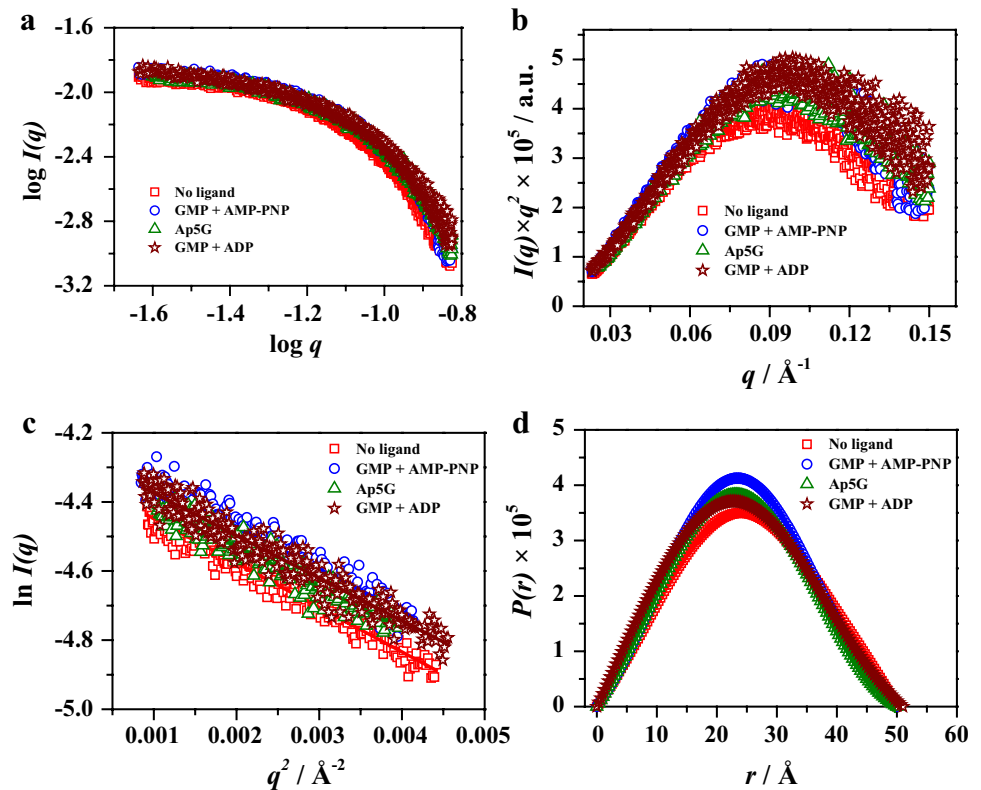 a
-1.6
-2.0
-2.4
-2.8
-3.2
log I(q)
No ligand
GMP + AMP-PNP
Ap5G
GMP + ADP
-1.6 -1.4 -1.2 -1.0 -0.8
log q
b
5
4
3
2
1
0
I(q)×q² × 10⁵ / a.u.
No ligand
GMP + AMP-PNP
Ap5G
GMP + ADP
0.03 0.06 0.09 0.12 0.15
q / Å⁻¹
c
-4.2
-4.4
-4.6
-4.8
-5.0
ln I(q)
No ligand
GMP + AMP-PNP
Ap5G
GMP + ADP
0.001 0.002 0.003 0.004 0.005
q² / Å⁻²
d
5
4
3
2
1
0
P(r) × 10⁵
No ligand
GMP + AMP-PNP
Ap5G
GMP + ADP
0 10 20 30 40 50 60
r / Å